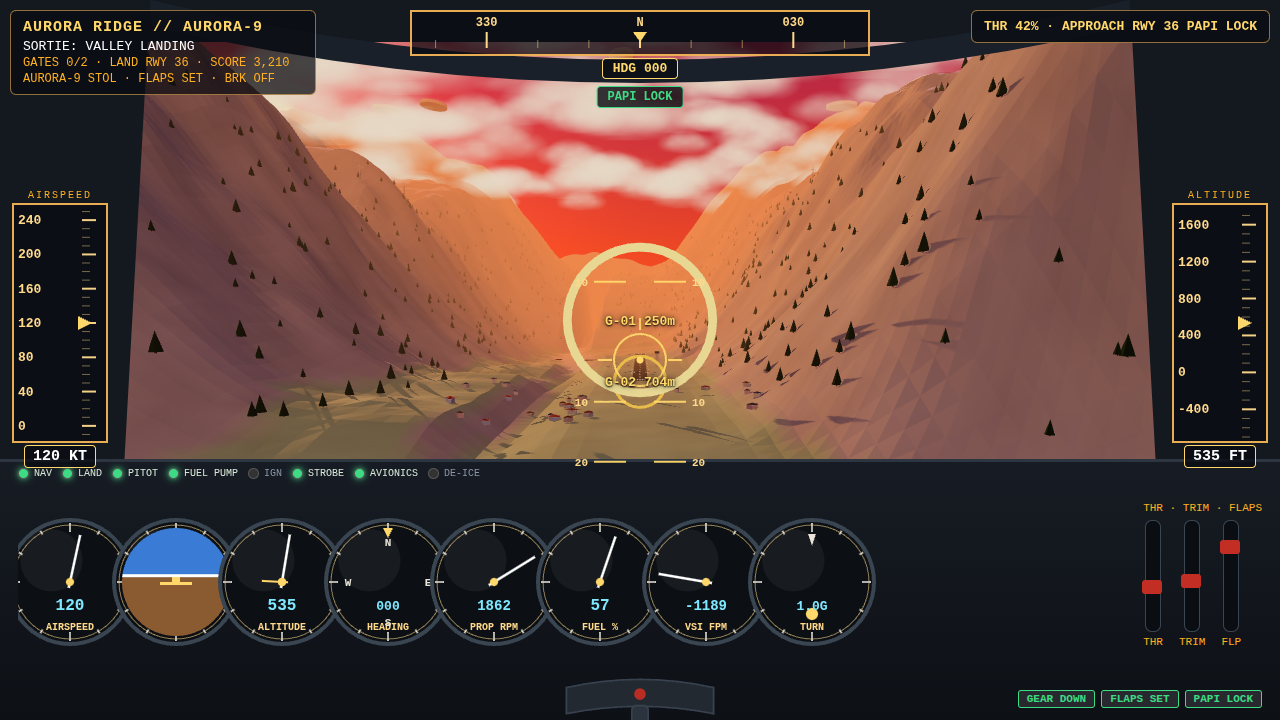 AURORA RIDGE // AURORA-9
SORTIE: VALLEY LANDING
GATES 0/2 · LAND RWY 36 · SCORE 3,210
AURORA-9 STOL · FLAPS SET · BRK OFF
330 N 030
HDG 000
PAPI LOCK
THR 42% · APPROACH RWY 36 PAPI LOCK
AIRSPEED
240
200
160
120
80
40
0
120 KT
ALTITUDE
1600
1200
800
400
0
-400
535 FT
G-01 250m
G-02 704m
10 10
20 20
NAV LAND PITOT FUEL PUMP IGN STROBE AVIONICS DE-ICE
120
AIRSPEED
535
ALTITUDE
N
W E
000
S
HEADING
1862
PROP RPM
57
FUEL %
-1189
VSI FPM
1.0G
TURN
THR · TRIM · FLAPS
THR TRIM FLP
GEAR DOWN FLAPS SET PAPI LOCK